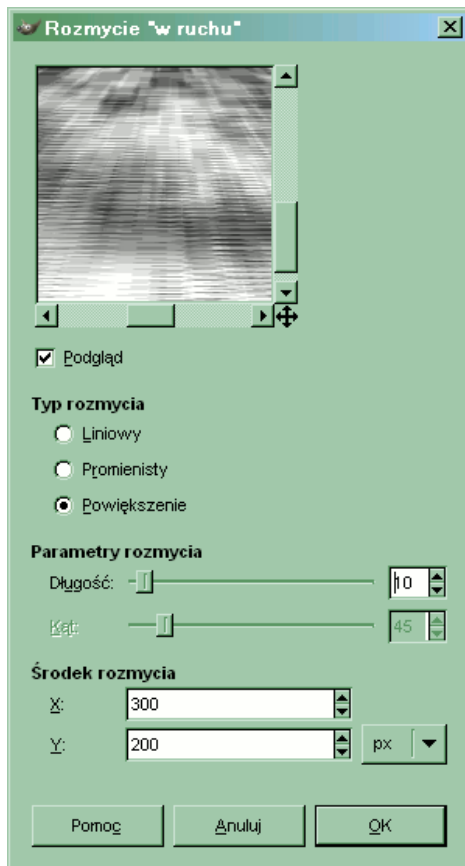 Rozmycie "w ruchu"
Podgląd
Typ rozmycia
Liniowy
Promienisty
Powiększenie
Parametry rozmycia
Długość: 10
Kąt: 45
Środek rozmycia
X: 300
Y: 200 px
Pomoc Anuluj OK